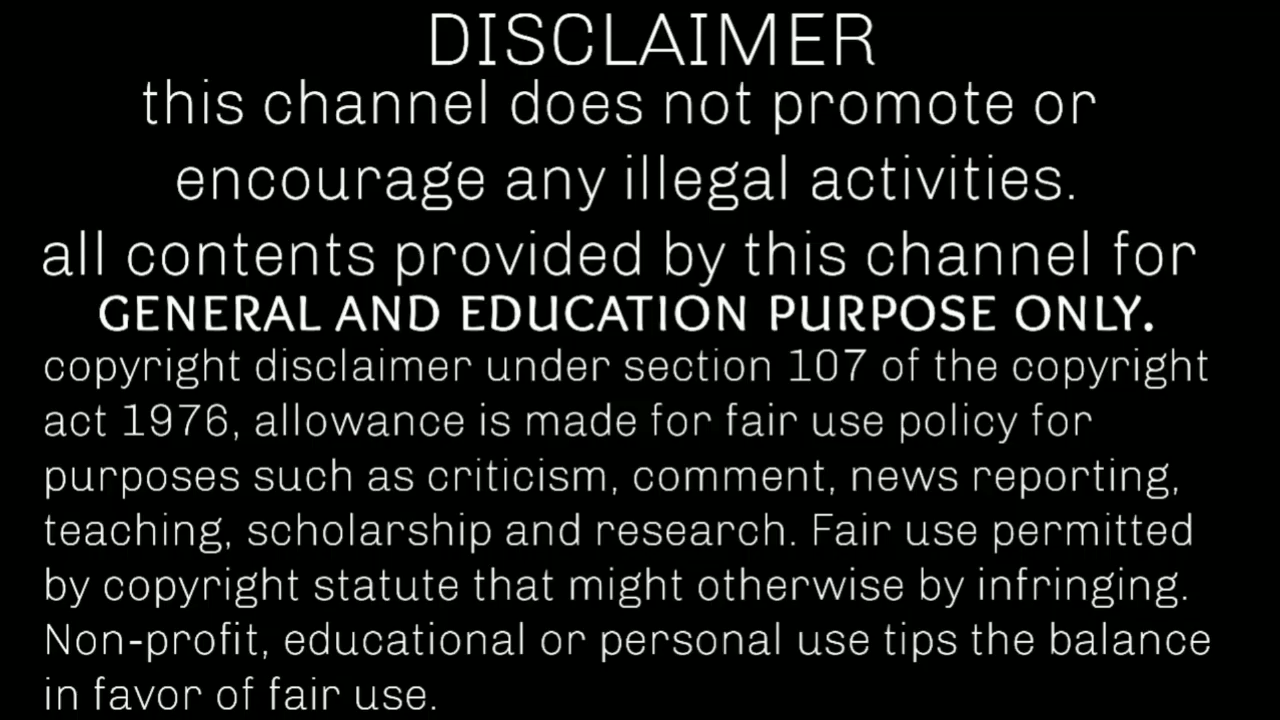 DISCLAIMER
this channel does not promote or
encourage any illegal activities.
all contents provided by this channel for
GENERAL AND EDUCATION PURPOSE ONLY.
copyright disclaimer under section 107 of the copyright
act 1976, allowance is made for fair use policy for
purposes such as criticism, comment, news reporting,
teaching, scholarship and research. Fair use permitted
by copyright statute that might otherwise by infringing.
Non-profit, educational or personal use tips the balance
in favor of fair use.